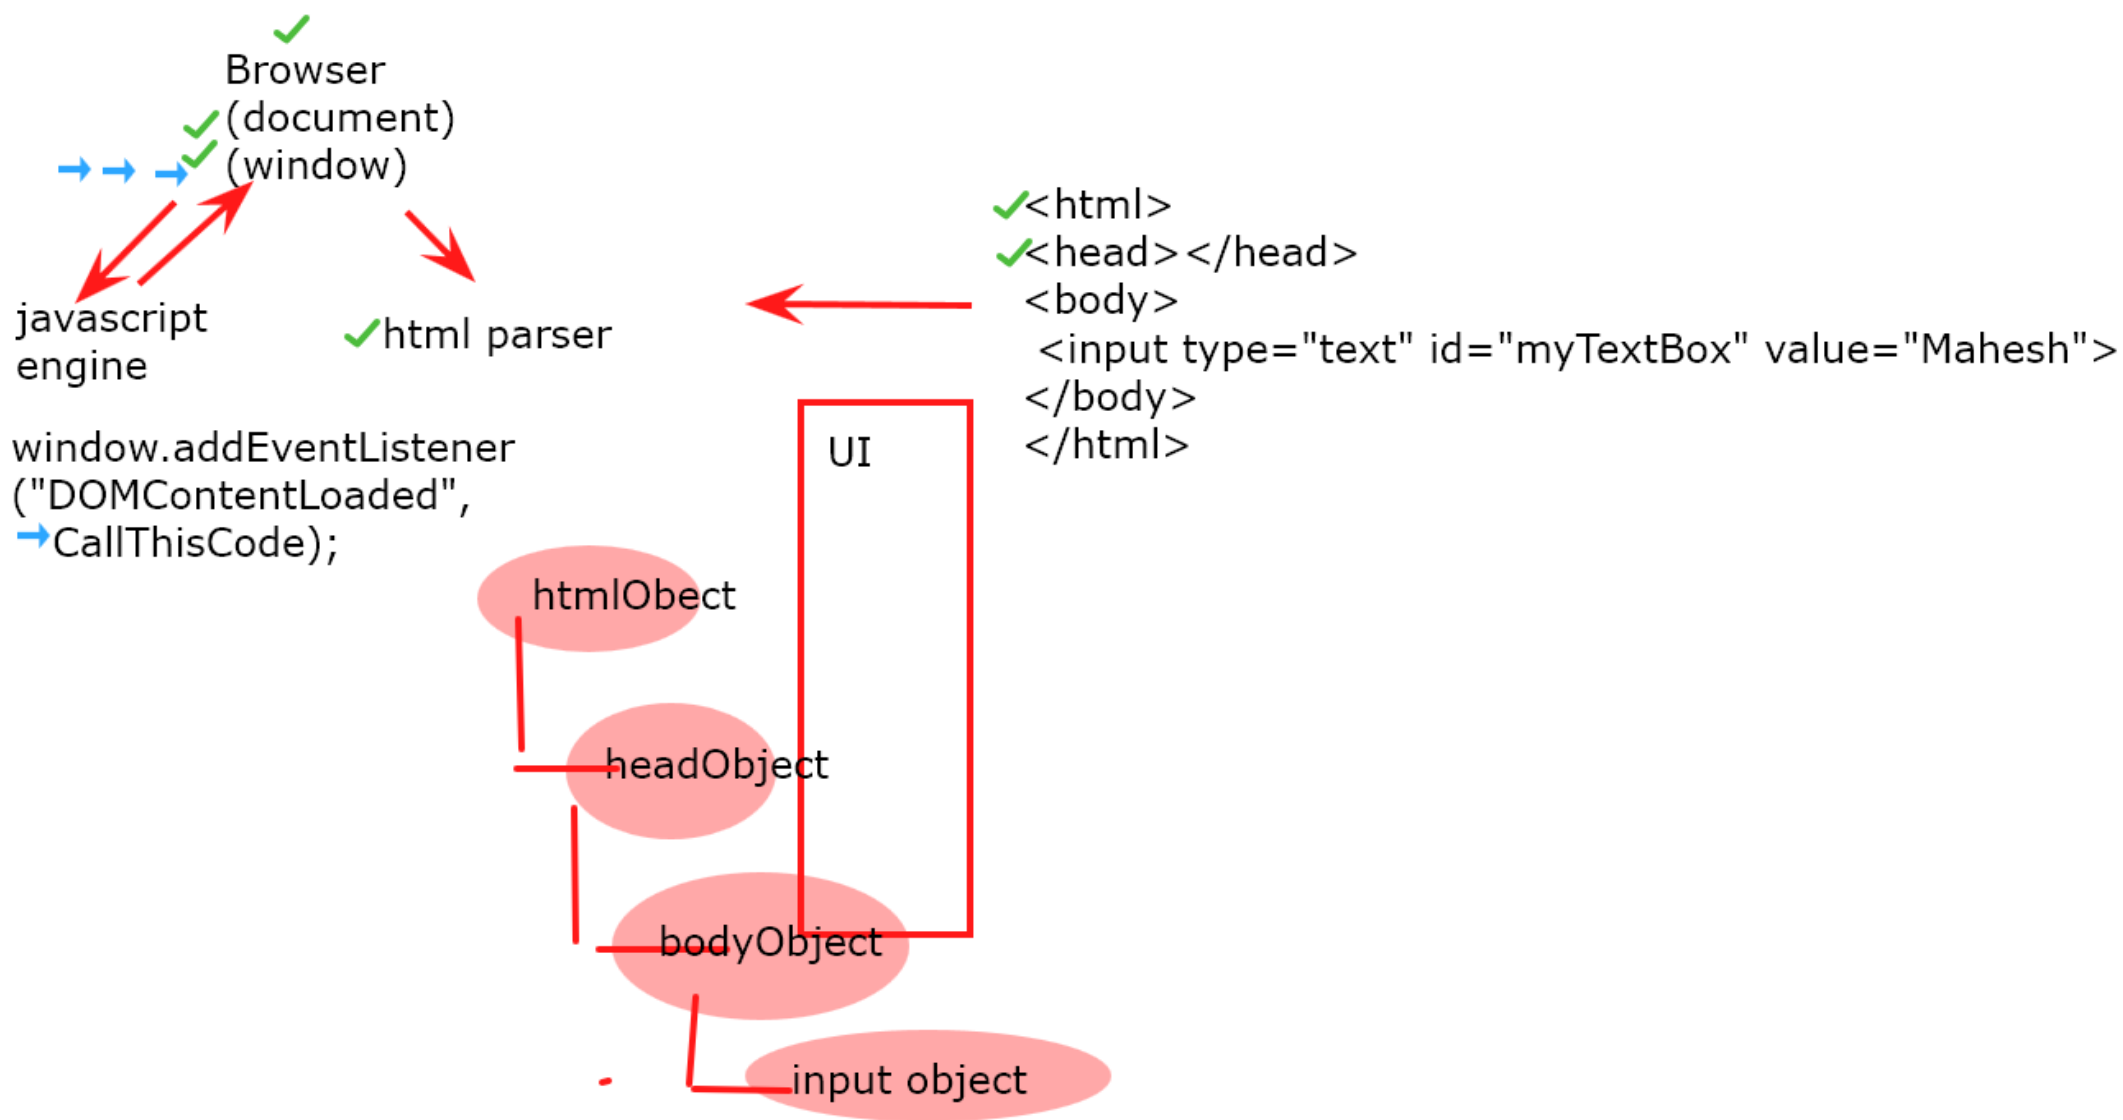 Browser
(document)
(window)
javascript
engine
html parser
<html>
<head></head>
<body>
<input type="text" id="myTextBox" value="Mahesh">
</body>
</html>
window.addEventListener
("DOMContentLoaded",
CallThisCode);
UI
htmlObect
headObject
bodyObject
input object